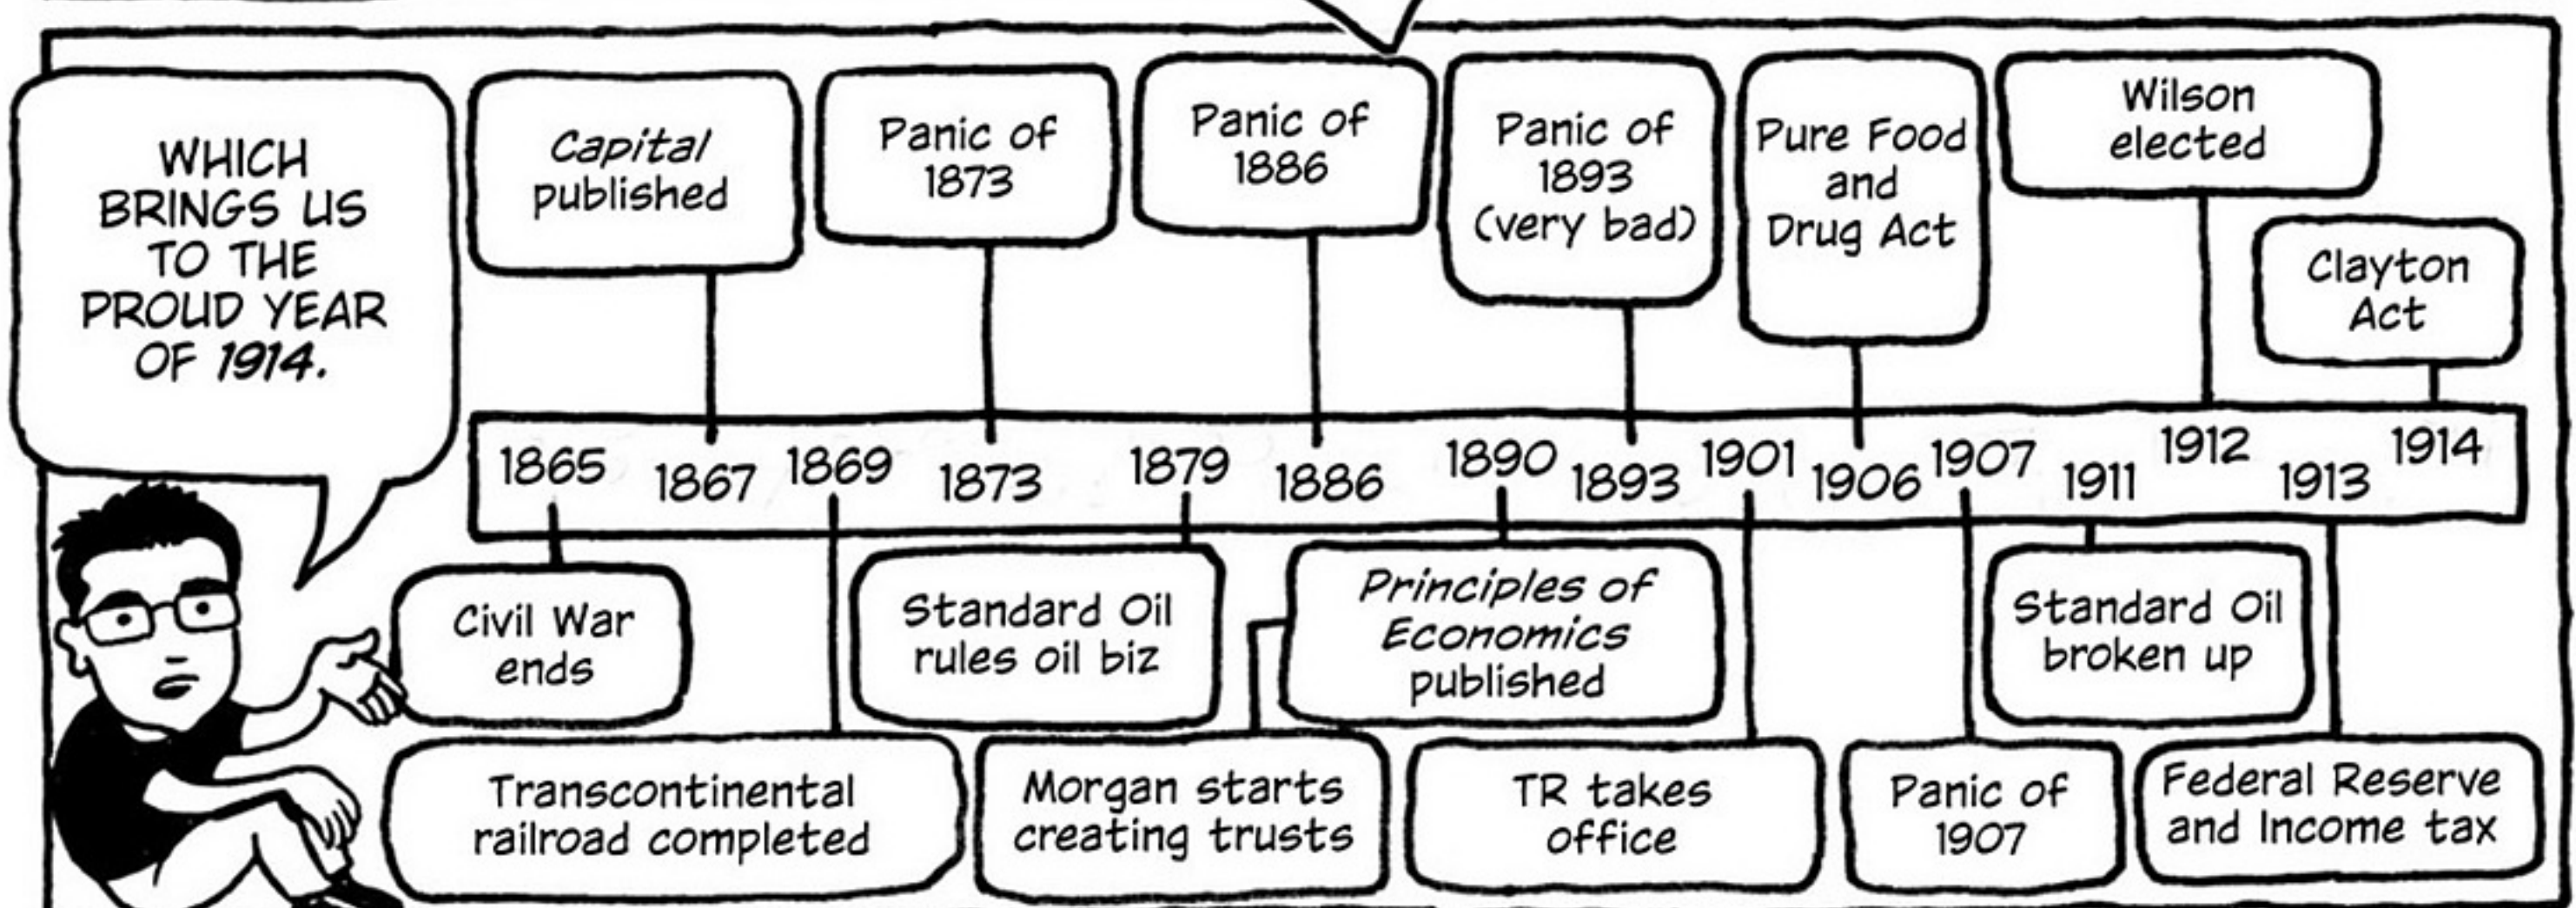 WHICH
BRINGS US
TO THE
PROUD YEAR
OF 1914.
Capital
published
Panic of
1873
Panic of
1886
Panic of
1893
(very bad)
Pure Food
and
Drug Act
Wilson
elected
Clayton
Act
1865 1867 1869 1873 1879 1886 1890 1893 1901 1906 1907 1911 1912 1913 1914
Civil War
ends
Standard Oil
rules oil biz
Principles of
Economics
published
Standard Oil
broken up
Transcontinental
railroad completed
Morgan starts
creating trusts
TR takes
office
Panic of
1907
Federal Reserve
and Income tax